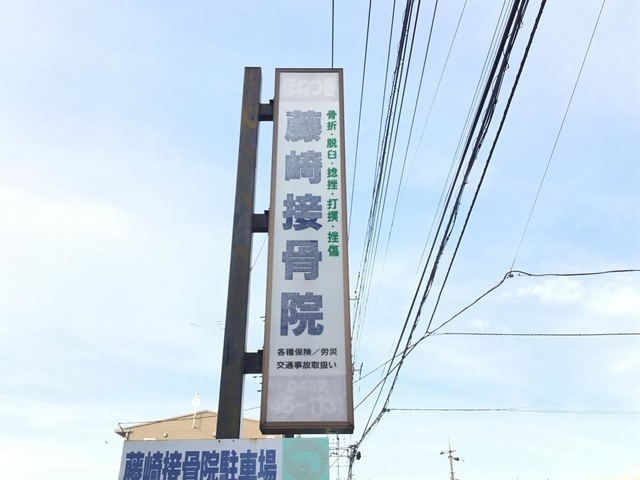 ほねつぎ
骨折・脱臼・捻挫・打撲・挫傷
藤崎接骨院
各種保険／労災
交通事故取扱い
0462
藤崎接骨院駐車場